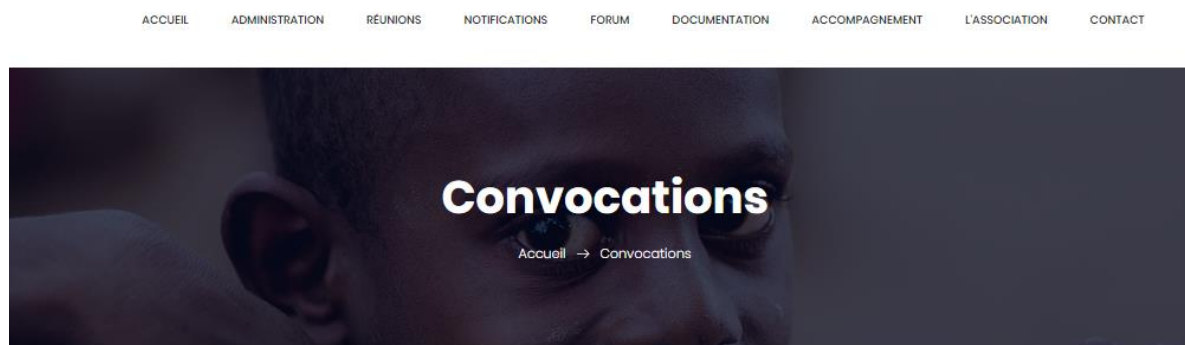 ACCUEIL ADMINISTRATION RÉUNIONS NOTIFICATIONS FORUM DOCUMENTATION ACCOMPAGNEMENT L'ASSOCIATION CONTACT
Convocations
Accueil → Convocations